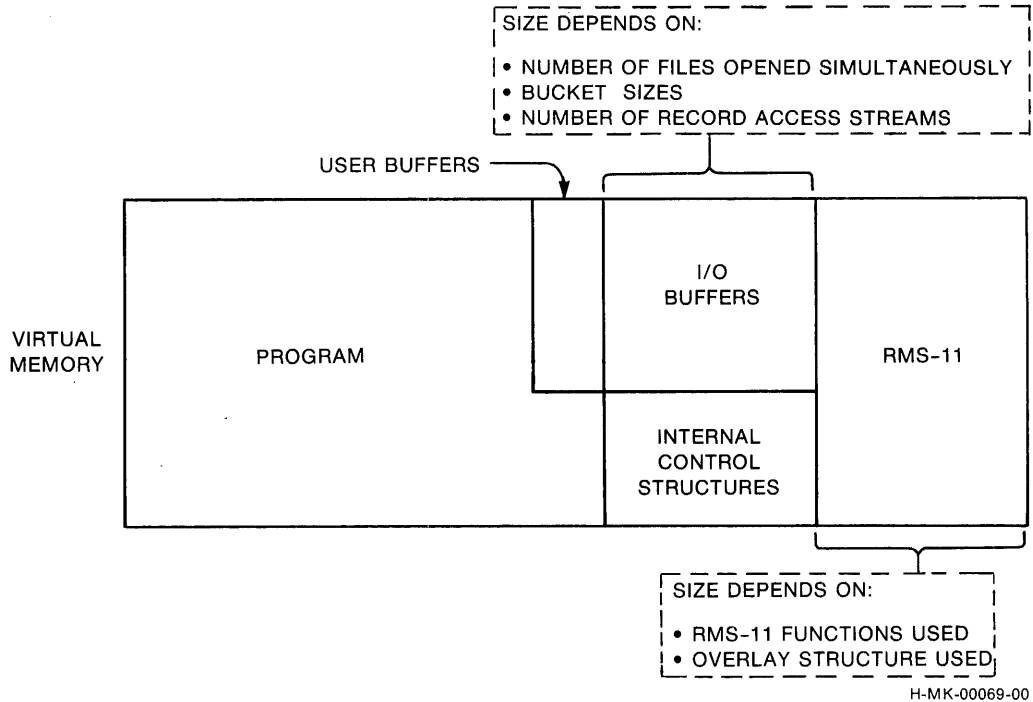 SIZE DEPENDS ON:
• NUMBER OF FILES OPENED SIMULTANEOUSLY
• BUCKET SIZES
• NUMBER OF RECORD ACCESS STREAMS
USER BUFFERS
VIRTUAL
MEMORY
PROGRAM
I/O
BUFFERS
INTERNAL
CONTROL
STRUCTURES
RMS-11
SIZE DEPENDS ON:
• RMS-11 FUNCTIONS USED
• OVERLAY STRUCTURE USED
H-MK-00069-00